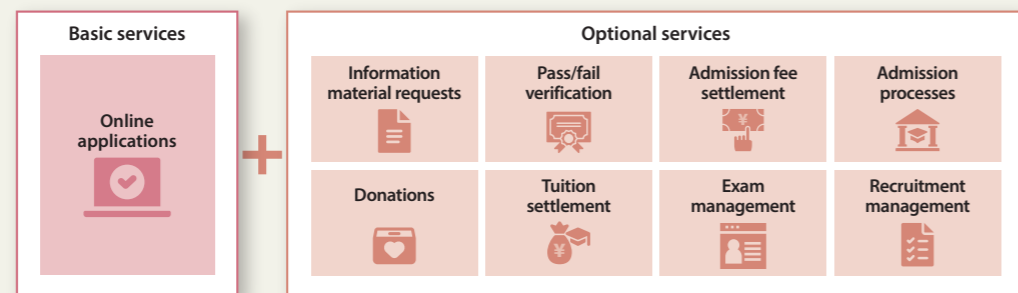 Basic services
Online
applications
Optional services
Information
material requests
Pass/fail
verification
Admission fee
settlement
¥
Admission
processes
Donations
Tuition
settlement
¥
Exam
management
Recruitment
management